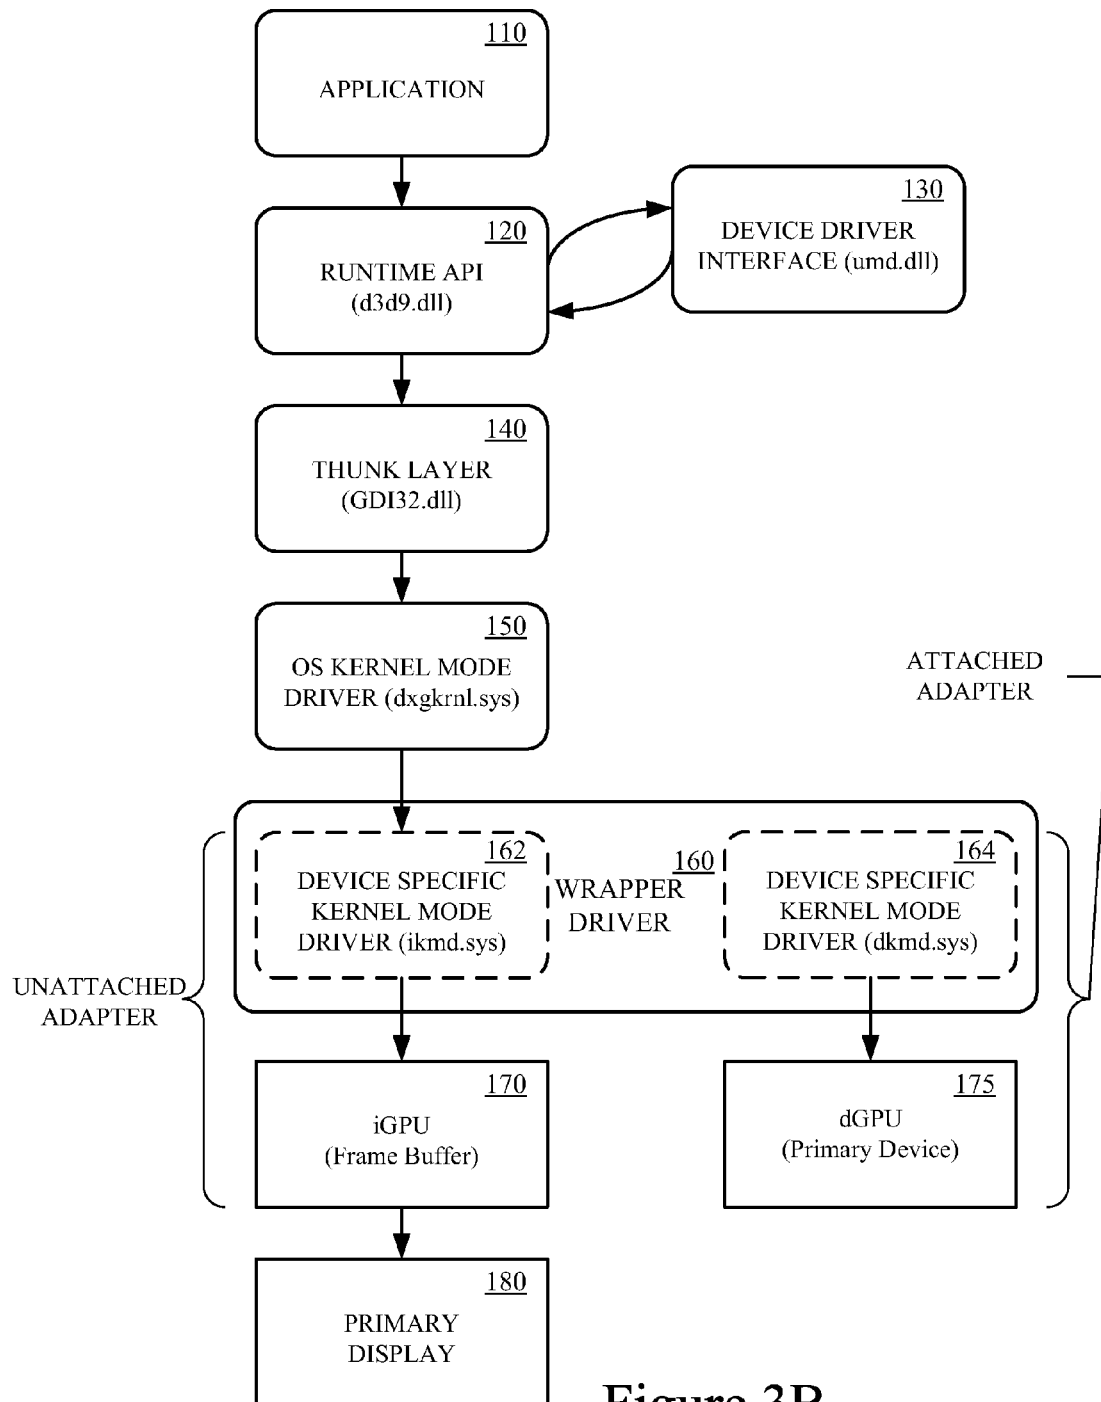 110
APPLICATION
130
DEVICE DRIVER
INTERFACE (umd.dll)
120
RUNTIME API
(d3d9.dll)
140
THUNK LAYER
(GDI32.dll)
150
OS KERNEL MODE
DRIVER (dxgkrnl.sys)
ATTACHED
ADAPTER
162
DEVICE SPECIFIC
KERNEL MODE
DRIVER (ikmd.sys)
160
WRAPPER
DRIVER
164
DEVICE SPECIFIC
KERNEL MODE
DRIVER (dkmd.sys)
UNATTACHED
ADAPTER
170
iGPU
(Frame Buffer)
175
dGPU
(Primary Device)
180
PRIMARY
DISPLAY
Figure 3B